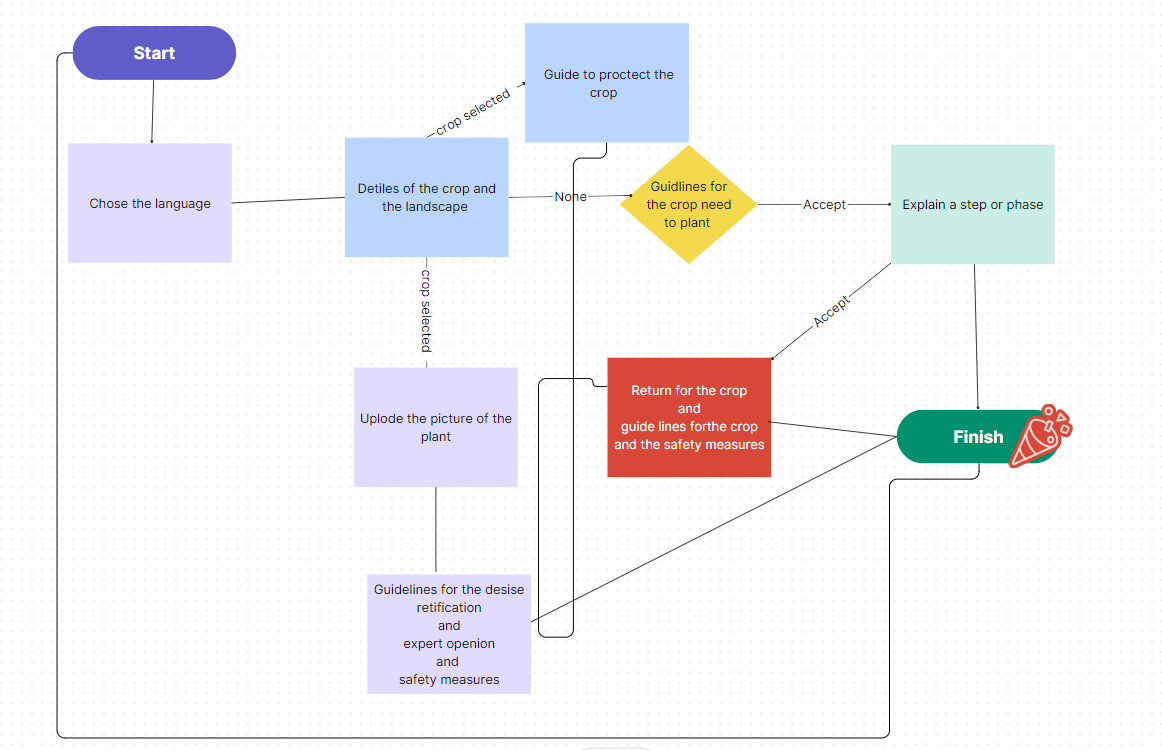 Start
Guide to proctect the
crop
crop selected
Chose the language
Detiles of the crop and
the landscape
None
Guidlines for
the crop need
to plant
Accept
Explain a step or phase
crop selected
Accept
Uplode the picture of the
plant
Return for the crop
and
guide lines forthe crop
and the safety measures
Finish
Guidelines for the desise
retification
and
expert openion
and
safety measures